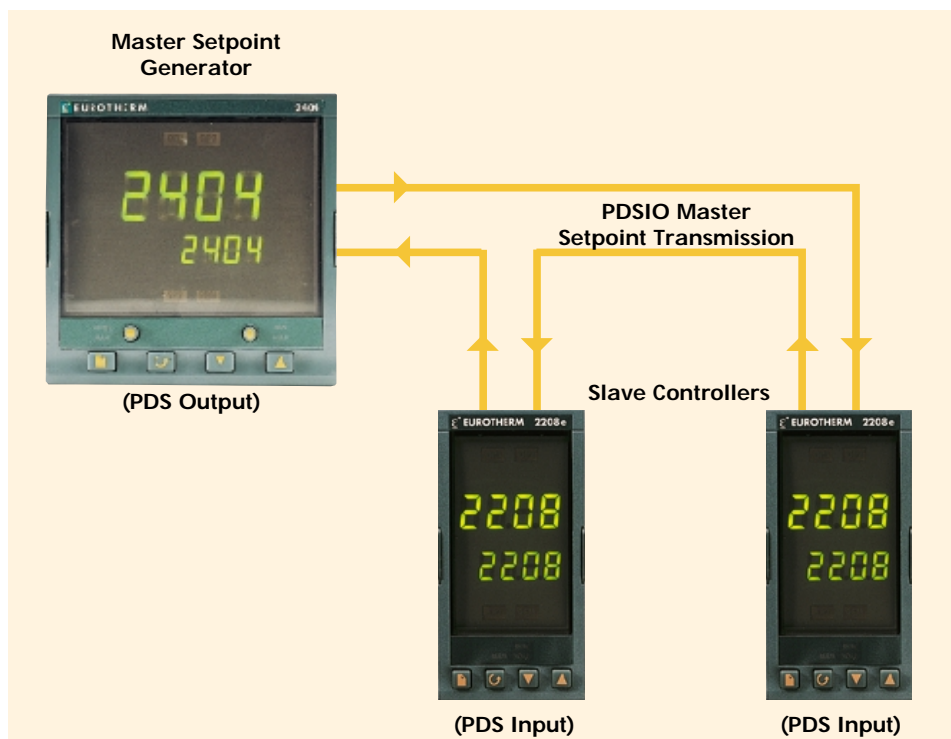 Master Setpoint
Generator
EUROTHERM 2404
2404
2404
PDSIO Master
Setpoint Transmission
(PDS Output)
Slave Controllers
EUROTHERM 2208e
2208
2208
(PDS Input)
EUROTHERM 2208e
2208
2208
(PDS Input)